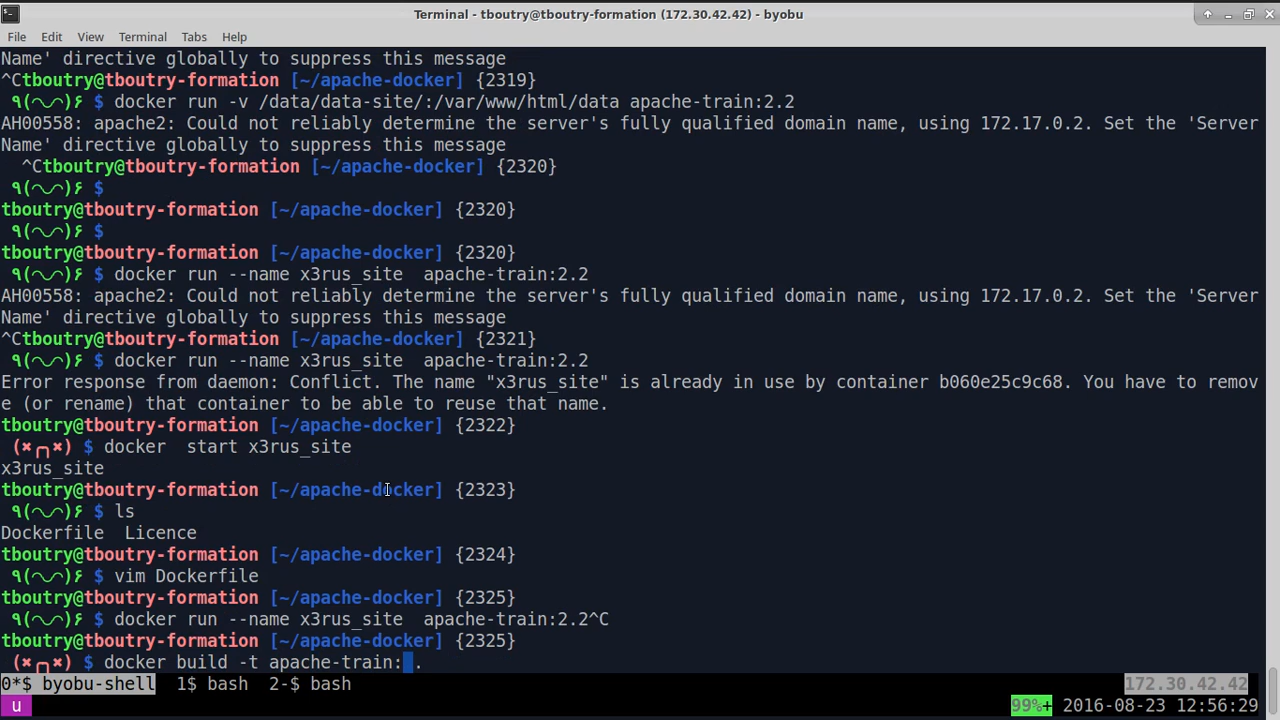 Terminal - tboutry@tboutry-formation (172.30.42.42) - byobu
File Edit View Terminal Tabs Help
Name' directive globally to suppress this message
^Ctboutry@tboutry-formation [~/apache-docker] {2319}
٩(◠◡◠)۶ $ docker run -v /data/data-site/:/var/www/html/data apache-train:2.2
AH00558: apache2: Could not reliably determine the server's fully qualified domain name, using 172.17.0.2. Set the 'Server
Name' directive globally to suppress this message
^Ctboutry@tboutry-formation [~/apache-docker] {2320}
٩(◠◡◠)۶ $
tboutry@tboutry-formation [~/apache-docker] {2320}
٩(◠◡◠)۶ $
tboutry@tboutry-formation [~/apache-docker] {2320}
٩(◠◡◠)۶ $ docker run --name x3rus_site  apache-train:2.2
AH00558: apache2: Could not reliably determine the server's fully qualified domain name, using 172.17.0.2. Set the 'Server
Name' directive globally to suppress this message
^Ctboutry@tboutry-formation [~/apache-docker] {2321}
٩(◠◡◠)۶ $ docker run --name x3rus_site  apache-train:2.2
Error response from daemon: Conflict. The name "x3rus_site" is already in use by container b060e25c9c68. You have to remov
e (or rename) that container to be able to reuse that name.
tboutry@tboutry-formation [~/apache-docker] {2322}
(✖╭╮✖) $ docker  start x3rus_site
x3rus_site
tboutry@tboutry-formation [~/apache-docker] {2323}
٩(◠◡◠)۶ $ ls
Dockerfile  Licence
tboutry@tboutry-formation [~/apache-docker] {2324}
٩(◠◡◠)۶ $ vim Dockerfile
tboutry@tboutry-formation [~/apache-docker] {2325}
٩(◠◡◠)۶ $ docker run --name x3rus_site  apache-train:2.2^C
tboutry@tboutry-formation [~/apache-docker] {2325}
(✖╭╮✖) $ docker build -t apache-train: .
0*$ byobu-shell  1$ bash  2-$ bash 172.30.42.42
u 99%+ 2016-08-23 12:56:29